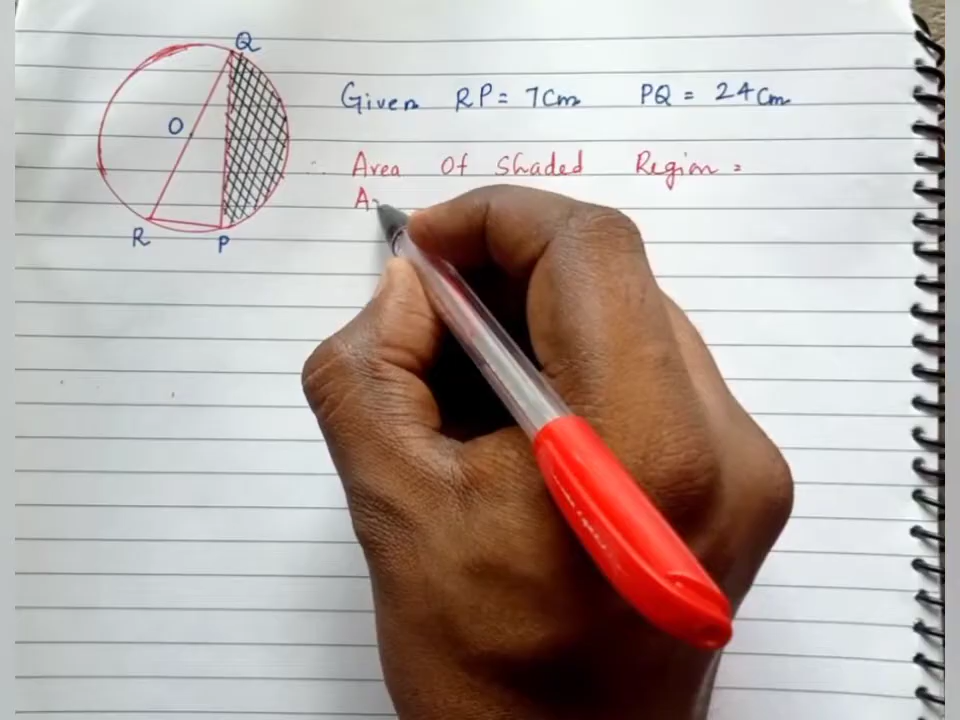 Q
Given RP = 7cm PQ = 24cm
O
∴ Area Of Shaded Region =
R
P